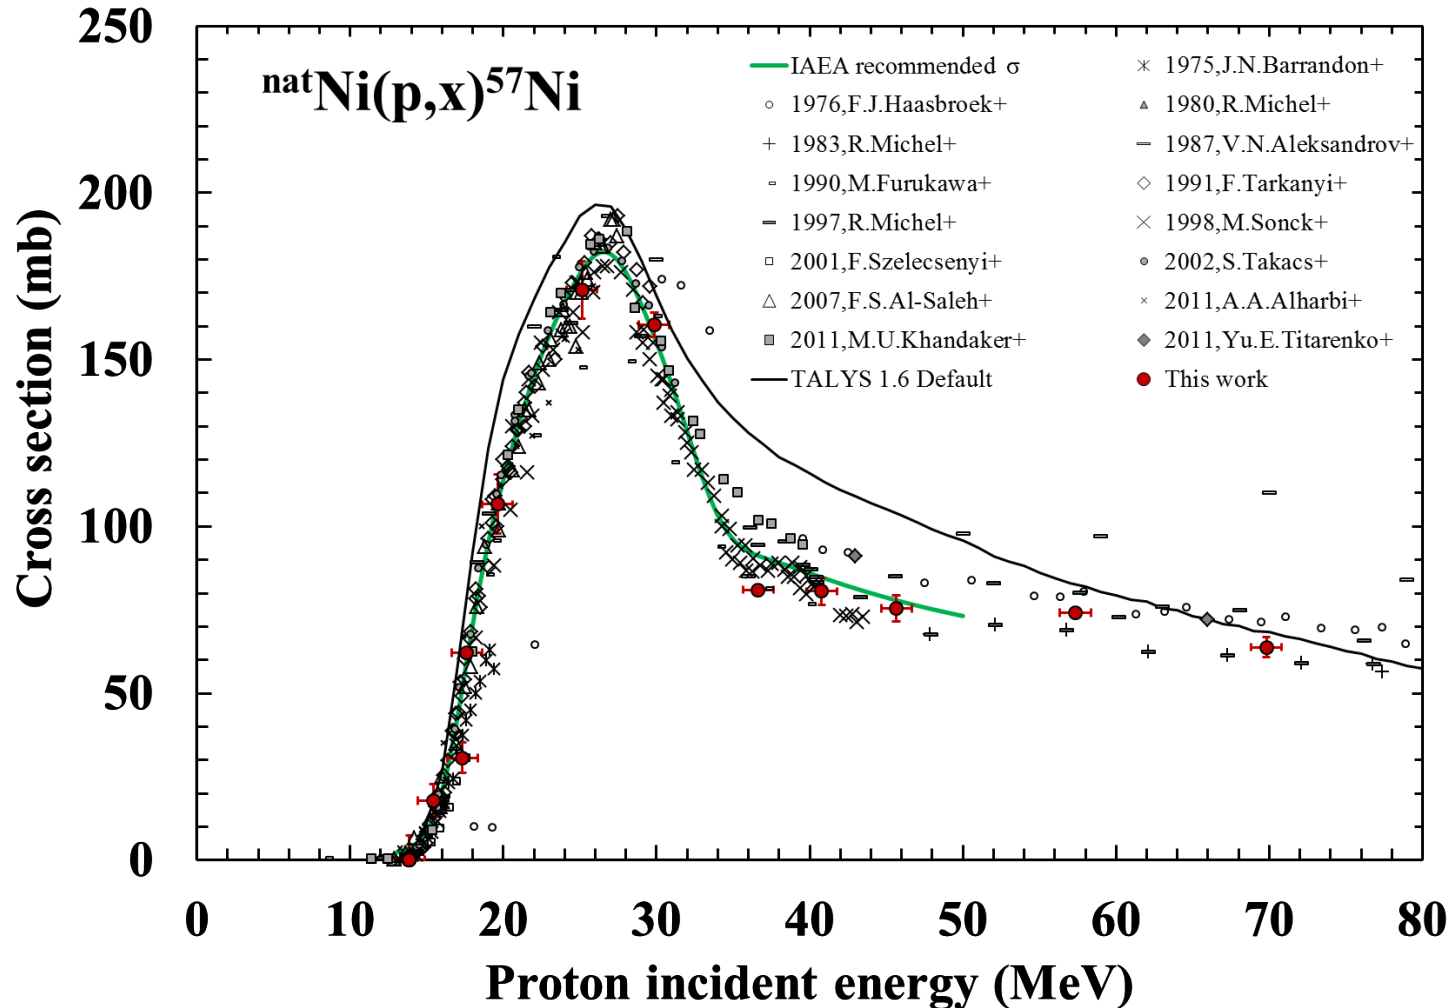 250
200
150
100
50
0
Cross section (mb)
natNi(p,x)57Ni
IAEA recommended σ
1975,J.N.Barrandon+
1976,F.J.Haasbroek+
1980,R.Michel+
1983,R.Michel+
1987,V.N.Aleksandrov+
1990,M.Furukawa+
1991,F.Tarkanyi+
1997,R.Michel+
1998,M.Sonck+
2001,F.Szelecsenyi+
2002,S.Takacs+
2007,F.S.Al-Saleh+
2011,A.A.Alharbi+
2011,M.U.Khandaker+
2011,Yu.E.Titarenko+
TALYS 1.6 Default
This work
0 10 20 30 40 50 60 70 80
Proton incident energy (MeV)